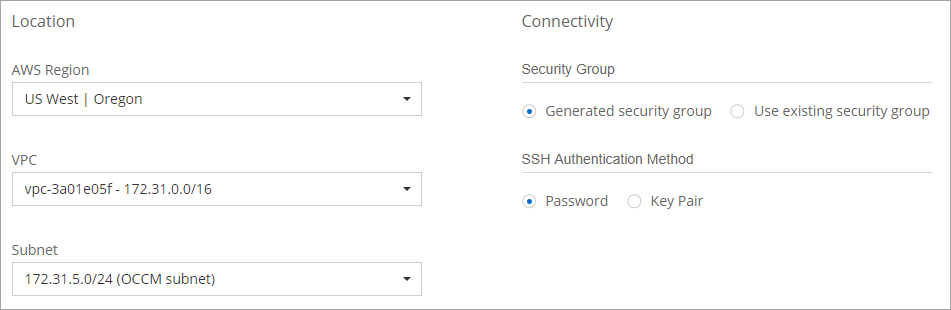 Location
AWS Region
US West | Oregon
VPC
vpc-3a01e05f - 172.31.0.0/16
Subnet
172.31.5.0/24 (OCCM subnet)
Connectivity
Security Group
Generated security group
Use existing security group
SSH Authentication Method
Password
Key Pair